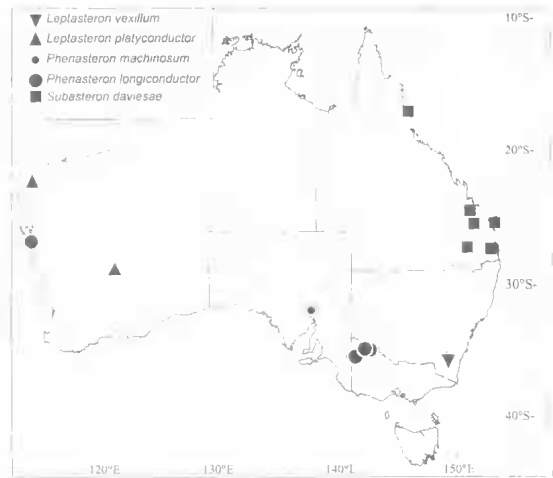 Leptasteron vexillum
Leptasteron platyconductor
Phenasteron machinosum
Phenasteron longiconductor
Subasteron daviesae
10°S-
20°S-
30°S-
40°S-
120°E 130°E 140°E 150°E